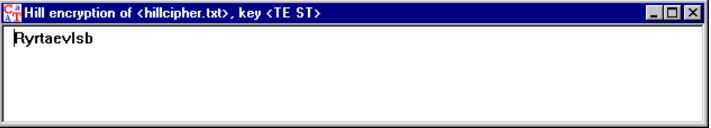 Hill encryption of <hillcipher.txt>, key <TE ST>
Ryrtaevlsb